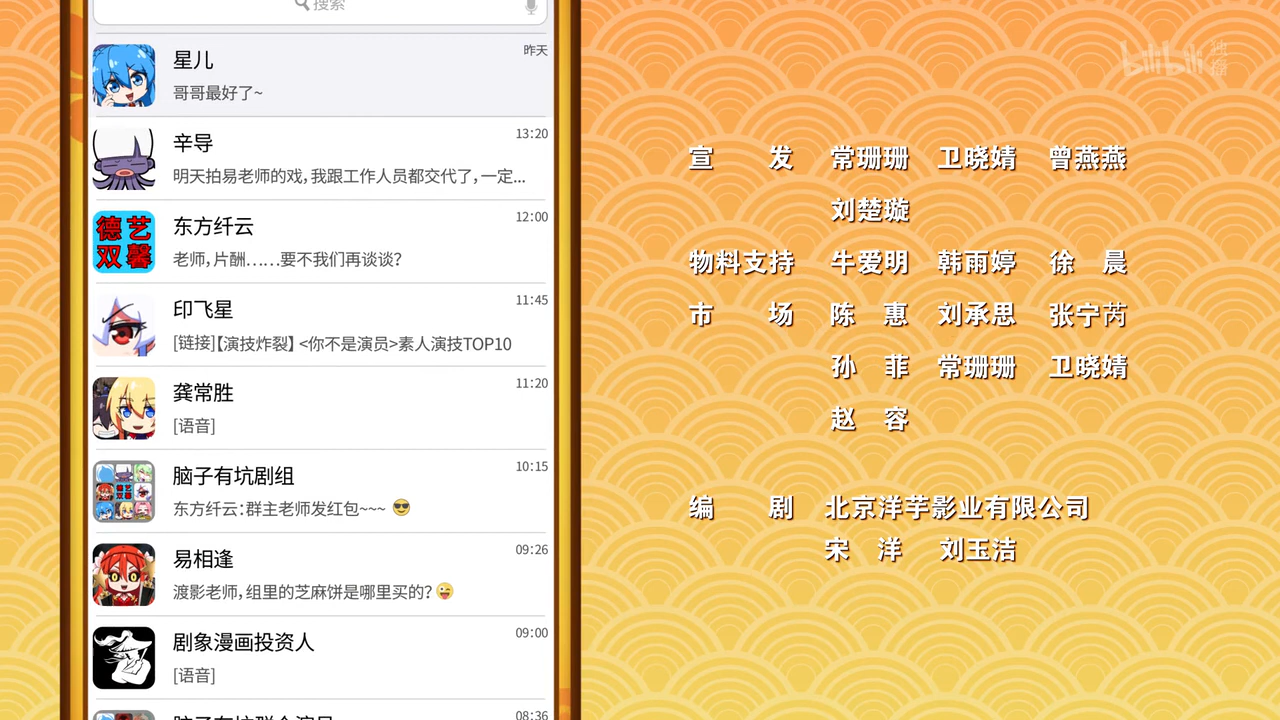 搜索
bilibili 独播
星儿
昨天
哥哥最好了~
辛导
13:20
明天拍易老师的戏,我跟工作人员都交代了,一定...
德艺
双馨
东方纤云
12:00
老师,片酬……要不我们再谈谈?
印飞星
11:45
[链接]【演技炸裂】<你不是演员>素人演技TOP10
龚常胜
11:20
[语音]
脑子有坑剧组
10:15
东方纤云:群主老师发红包~~~ 😎
易相逢
09:26
渡影老师,组里的芝麻饼是哪里买的?😜
剧象漫画投资人
09:00
[语音]
08:36
宣 发 常珊珊 卫晓婧 曾燕燕
刘楚璇
物料支持 牛爱明 韩雨婷 徐 晨
市 场 陈 惠 刘承思 张宁芮
孙 菲 常珊珊 卫晓婧
赵 容
编 剧 北京洋芋影业有限公司
宋 洋 刘玉洁